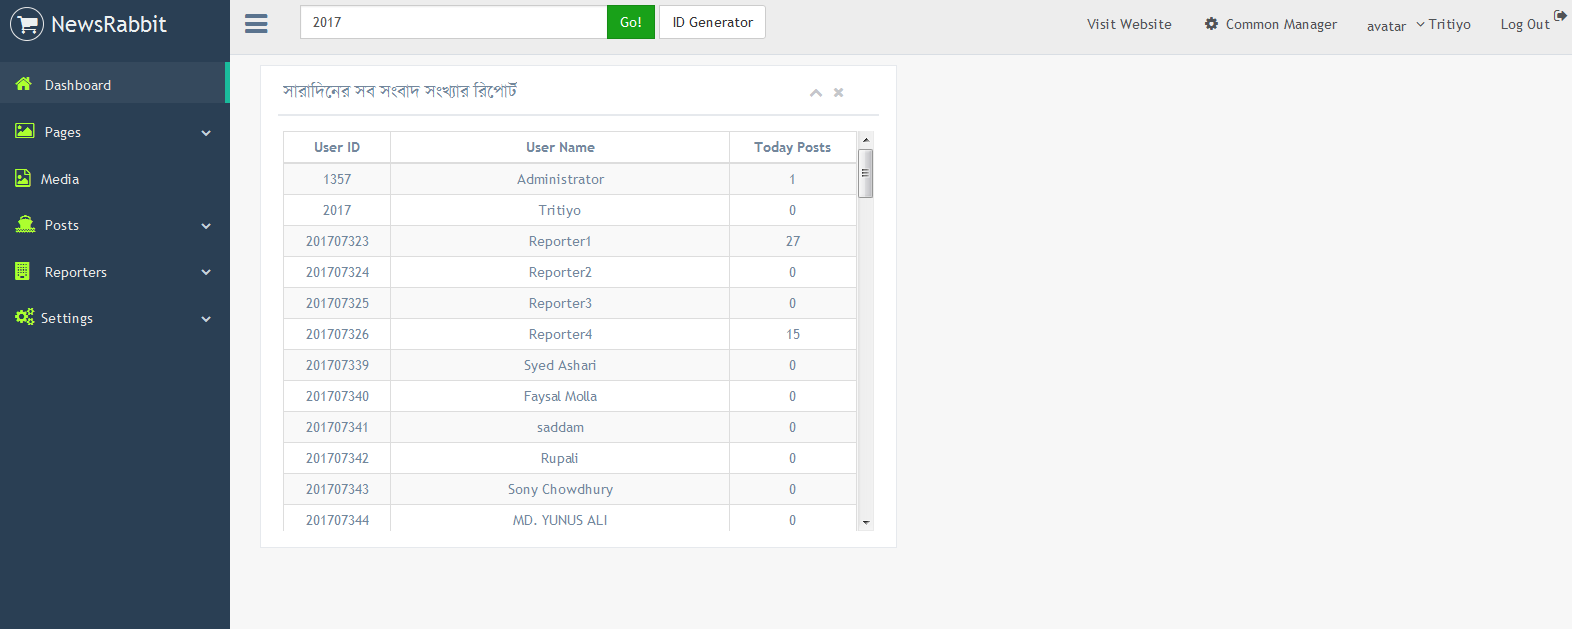 NewsRabbit
2017 Go! ID Generator
Visit Website Common Manager avatar Tritiyo Log Out
Dashboard
Pages
Media
Posts
Reporters
Settings
সারাদিনের সব সংবাদ সংখ্যার রিপোর্ট
User ID User Name Today Posts
1357 Administrator 1
2017 Tritiyo 0
201707323 Reporter1 27
201707324 Reporter2 0
201707325 Reporter3 0
201707326 Reporter4 15
201707339 Syed Ashari 0
201707340 Faysal Molla 0
201707341 saddam 0
201707342 Rupali 0
201707343 Sony Chowdhury 0
201707344 MD. YUNUS ALI 0